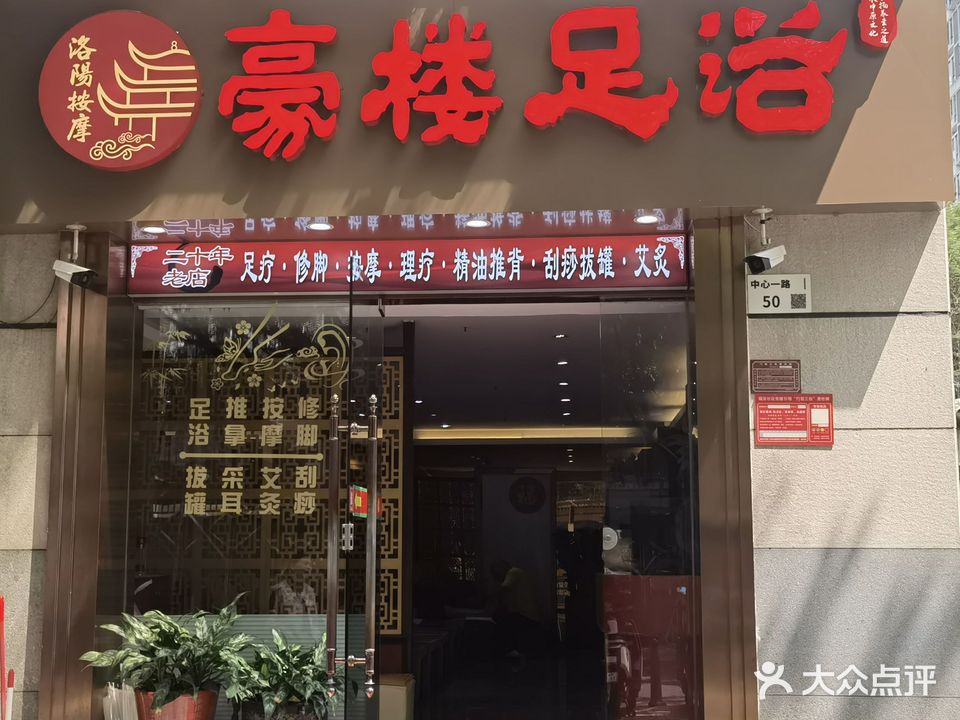 洛陽按摩
豪楼足浴
二十年
老店
足疗·修脚·按摩·理疗·精油推背·刮痧拔罐·艾灸
中心一路
50
足浴 推拿 按摩 修脚
拔罐 采耳 艾灸 刮痧
大众点评